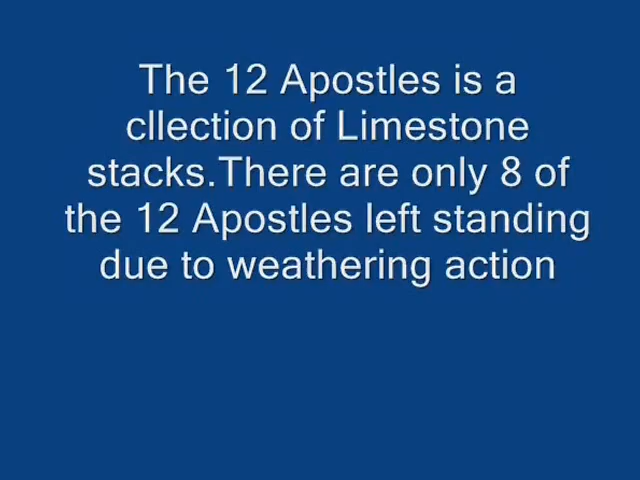 The 12 Apostles is a
cllection of Limestone
stacks.There are only 8 of
the 12 Apostles left standing
due to weathering action